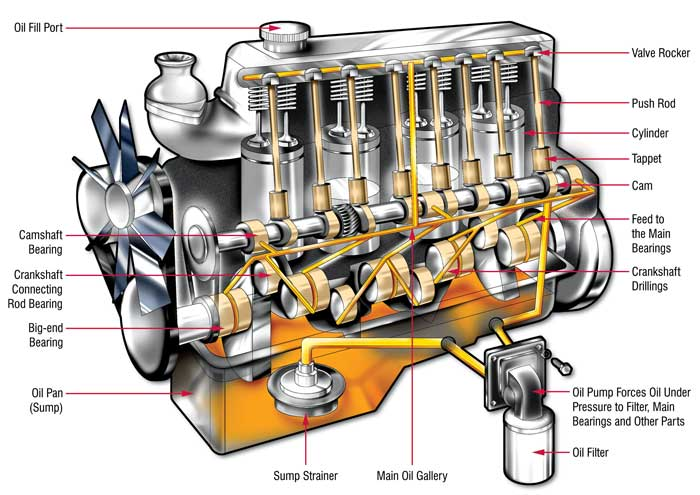 Oil Fill Port
Valve Rocker
Push Rod
Cylinder
Tappet
Cam
Camshaft
Bearing
Feed to
the Main
Bearings
Crankshaft
Connecting
Rod Bearing
Crankshaft
Drillings
Big-end
Bearing
Oil Pan
(Sump)
Oil Pump Forces Oil Under
Pressure to Filter, Main
Bearings and Other Parts
Sump Strainer
Main Oil Gallery
Oil Filter